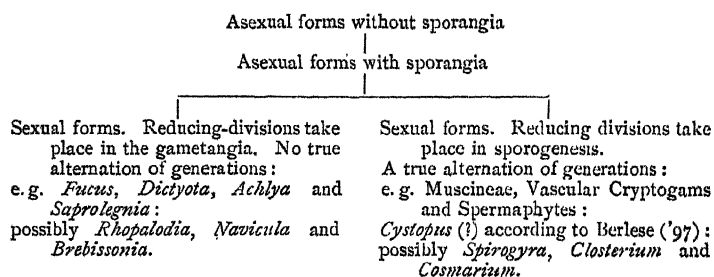 Asexual forms without sporangia
Asexual forms with sporangia
Sexual forms. Reducing-divisions take
place in the gametangia. No true
alternation of generations :
e. g. Fucus, Dictyota, Achlya and
Saprolegnia :
possibly Rhopalodia, Navicula and
Brebissonia.
Sexual forms. Reducing divisions take
place in sporogenesis.
A true alternation of generations :
e. g. Muscineae, Vascular Cryptogams
and Spermaphytes :
Cystopus (?) according to Berlese ('97) :
possibly Spirogyra, Closterium and
Cosmarium.